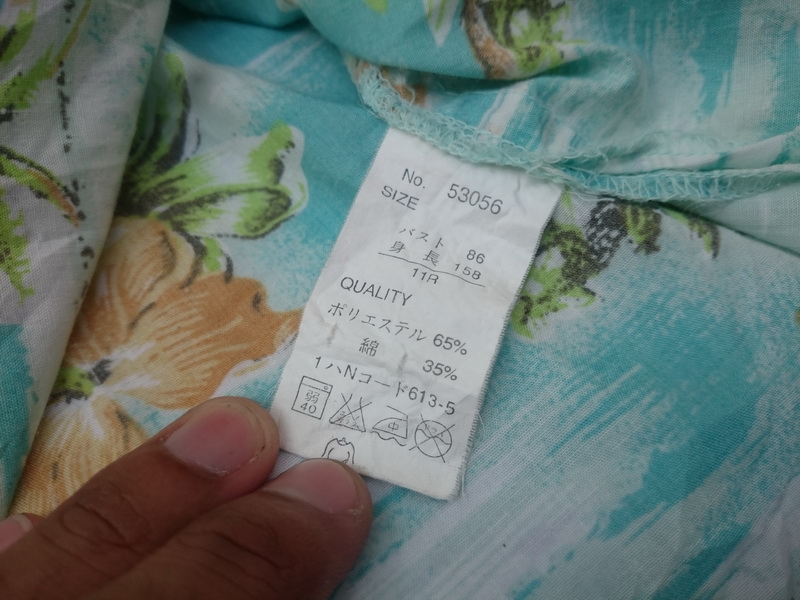 No. 53056
SIZE
バスト 86
身長 158
11R
QUALITY
ポリエステル 65%
綿 35%
1ハNコード613-5
弱
40
中